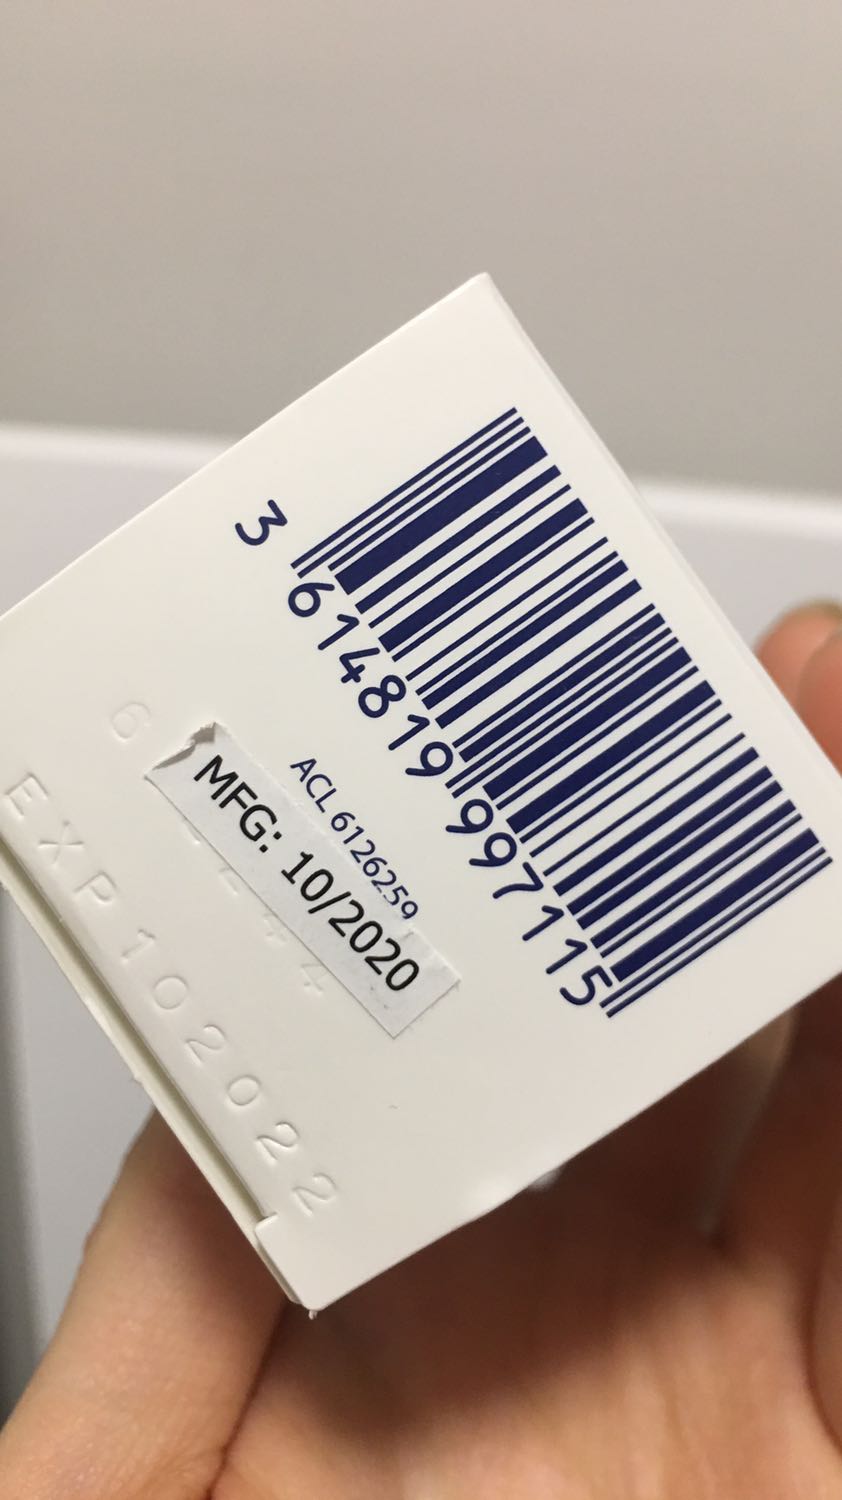 3 614819 997115
ACL 6126259
MFG: 10/2020
EXP 102022